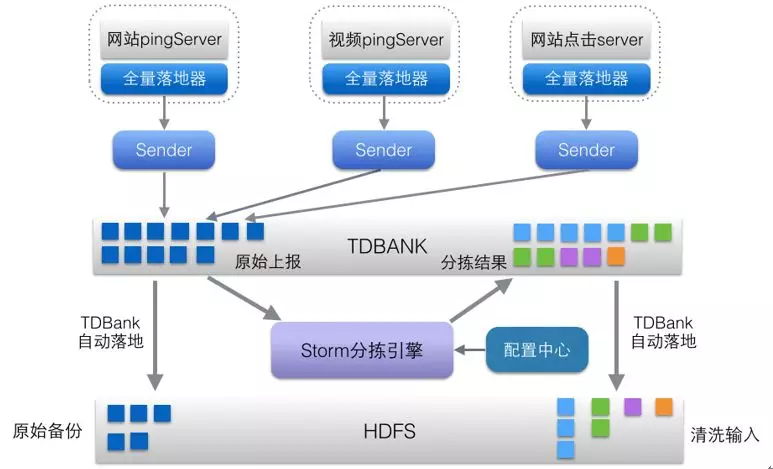 网站pingServer
视频pingServer
网站点击server
全量落地器
全量落地器
全量落地器
Sender
Sender
Sender
TDBANK
原始上报
分拣结果
TDBank
自动落地
TDBank
自动落地
Storm分拣引擎
配置中心
原始备份
HDFS
清洗输入